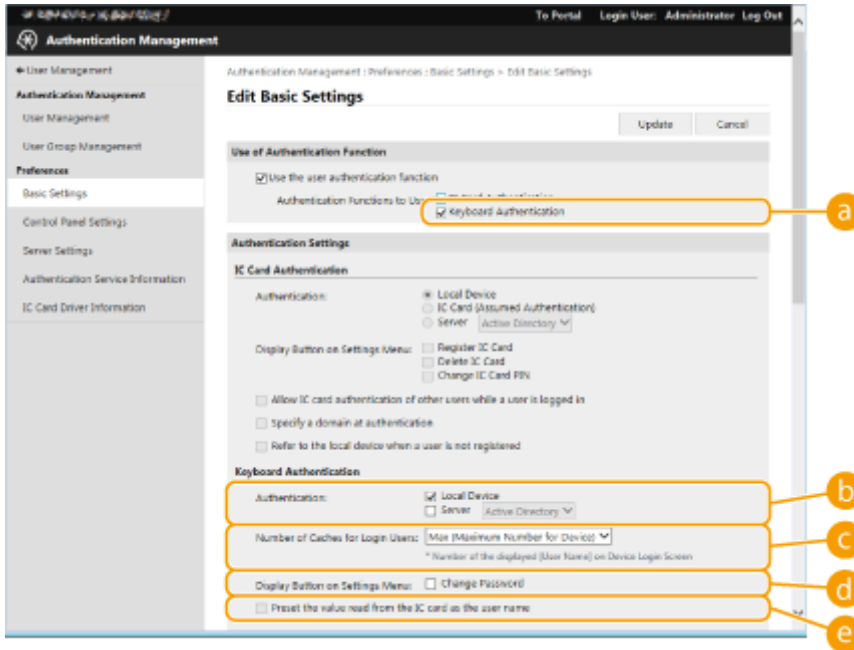 To Portal Login User: Administrator Log Out
Authentication Management
User Management
Authentication Management
User Management
User Group Management
Preferences
Basic Settings
Control Panel Settings
Server Settings
Authentication Service Information
IC Card Driver Information
Authentication Management : Preferences : Basic Settings > Edit Basic Settings
Edit Basic Settings
Update Cancel
Use of Authentication Function
Use the user authentication function
Authentication Functions to Use
Keyboard Authentication
a
Authentication Settings
IC Card Authentication
Authentication: Local Device
IC Card (Assumed Authentication)
Server Active Directory
Display Button on Settings Menu: Register IC Card
Delete IC Card
Change IC Card PIN
Allow IC card authentication of other users while a user is logged in
Specify a domain at authentication
Refer to the local device when a user is not registered
Keyboard Authentication
Authentication: Local Device
Server Active Directory
b
Number of Caches for Login Users: Max (Maximum Number for Device)
* Number of the displayed [User Name] on Device Login Screen
c
Display Button on Settings Menu: Change Password
d
Preset the value read from the IC card as the user name
e